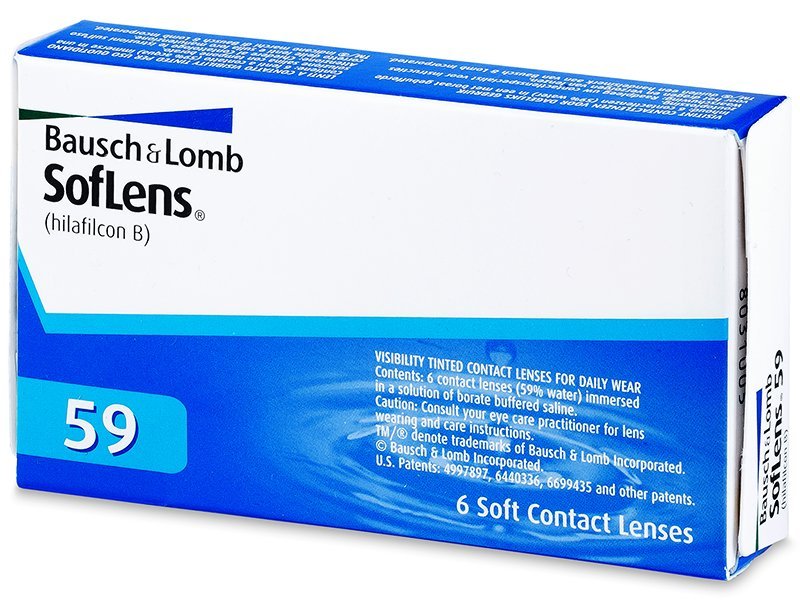 Bausch & Lomb
SofLens®
(hilafilcon B)
59
VISIBILITY TINTED CONTACT LENSES FOR DAILY WEAR
Contents: 6 contact lenses (59% water) immersed
in a solution of borate buffered saline.
Caution: Consult your eye care practitioner for lens
wearing and care instructions.
TM/® denote trademarks of Bausch & Lomb Incorporated.
© Bausch & Lomb Incorporated.
U.S. Patents: 4997897, 6440336, 6699435 and other patents.
6 Soft Contact Lenses
Bausch & Lomb
SofLens 59
(hilafilcon B)